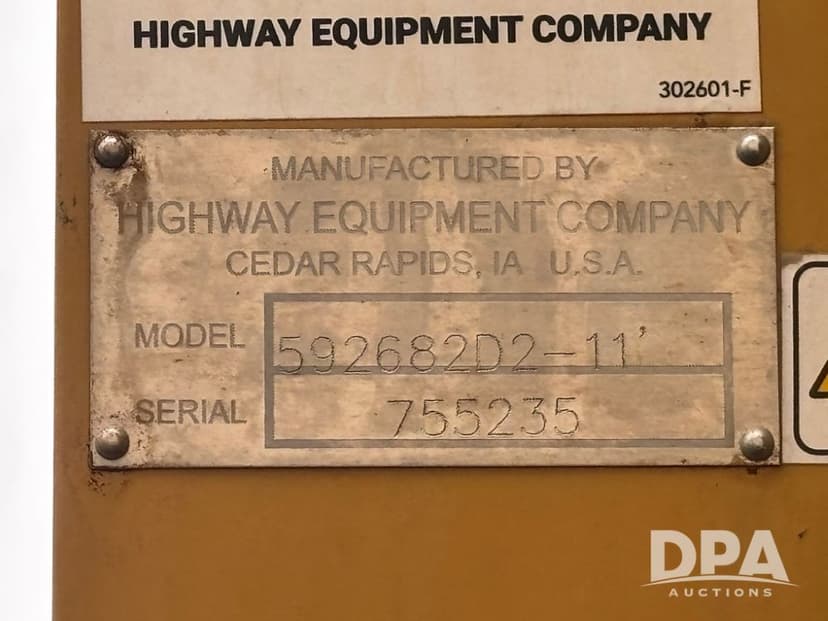 HIGHWAY EQUIPMENT COMPANY
302601-F
MANUFACTURED BY
HIGHWAY EQUIPMENT COMPANY
CEDAR RAPIDS, IA U.S.A.
MODEL 592682D2-11'
SERIAL 755235
DPA
AUCTIONS